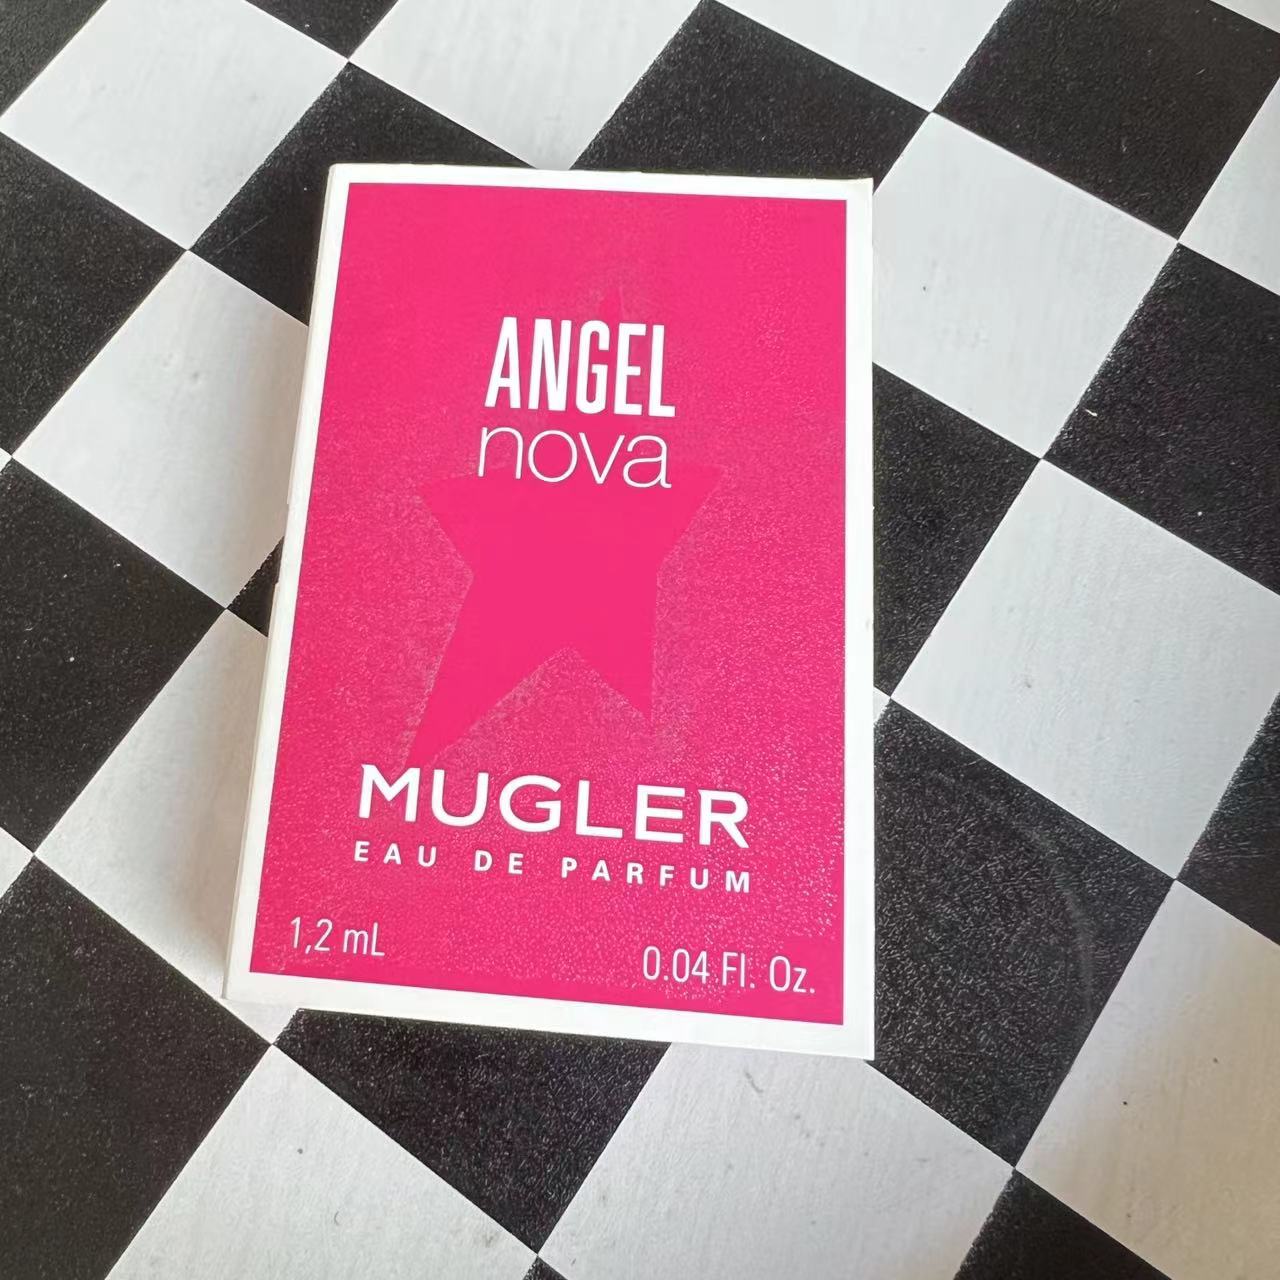 ANGEL
nova
MUGLER
EAU DE PARFUM
1,2 mL
0.04 Fl. Oz.